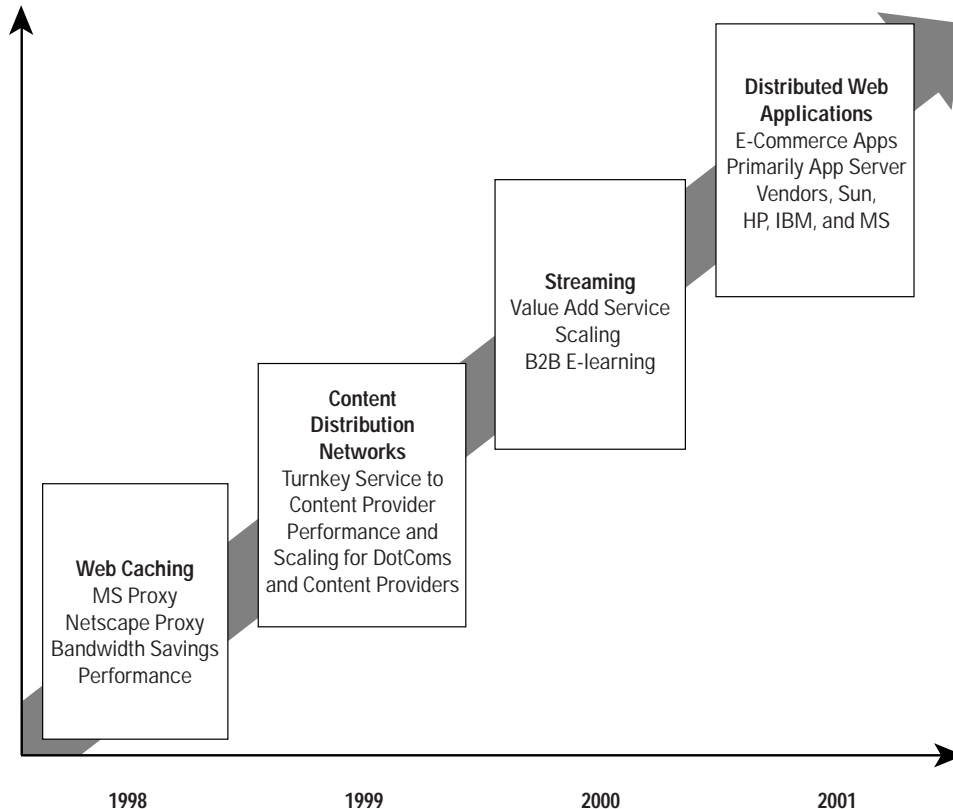 Distributed Web
Applications
E-Commerce Apps
Primarily App Server
Vendors, Sun,
HP, IBM, and MS
Streaming
Value Add Service
Scaling
B2B E-learning
Content
Distribution
Networks
Turnkey Service to
Content Provider
Performance and
Scaling for DotComs
and Content Providers
Web Caching
MS Proxy
Netscape Proxy
Bandwidth Savings
Performance
1998
1999
2000
2001